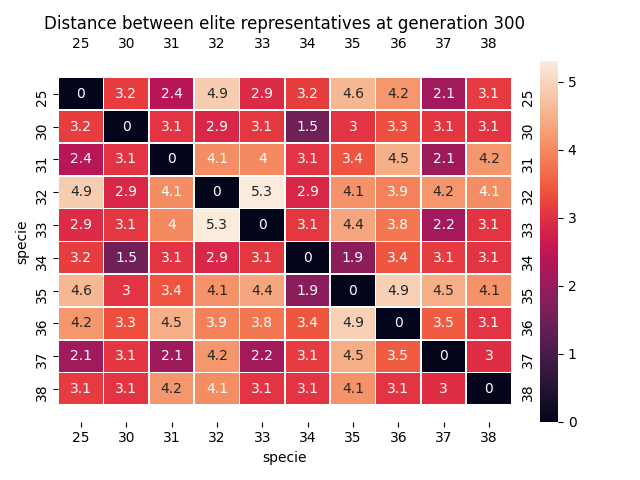 Distance between elite representatives at generation 300
25 30 31 32 33 34 35 36 37 38
25 0 3.2 2.4 4.9 2.9 3.2 4.6 4.2 2.1 3.1 25
30 3.2 0 3.1 2.9 3.1 1.5 3 3.3 3.1 3.1 30
31 2.4 3.1 0 4.1 4 3.1 3.4 4.5 2.1 4.2 31
32 4.9 2.9 4.1 0 5.3 2.9 4.1 3.9 4.2 4.1 32
33 2.9 3.1 4 5.3 0 3.1 4.4 3.8 2.2 3.1 33
34 3.2 1.5 3.1 2.9 3.1 0 1.9 3.4 3.1 3.1 34
35 4.6 3 3.4 4.1 4.4 1.9 0 4.9 4.5 4.1 35
36 4.2 3.3 4.5 3.9 3.8 3.4 4.9 0 3.5 3.1 36
37 2.1 3.1 2.1 4.2 2.2 3.1 4.5 3.5 0 3 37
38 3.1 3.1 4.2 4.1 3.1 3.1 4.1 3.1 3 0 38
25 30 31 32 33 34 35 36 37 38
specie
specie
5
4
3
2
1
0